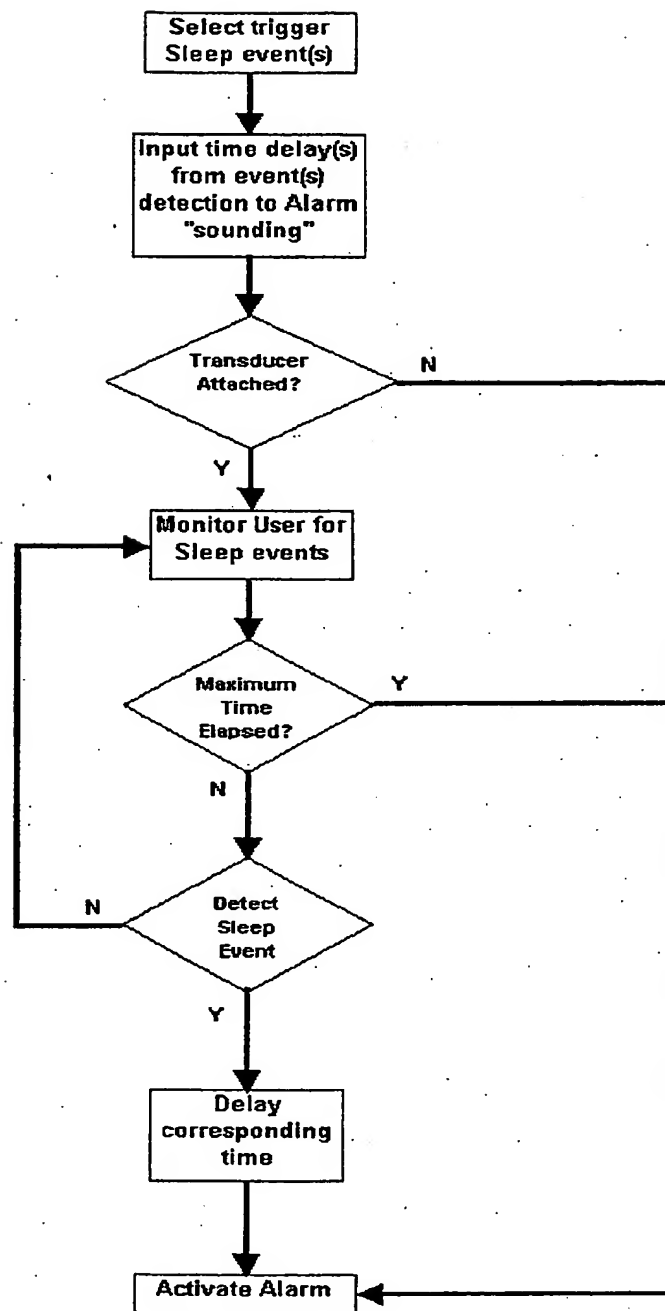 Select trigger
Sleep event(s)
Input time delay(s)
from event(s)
detection to Alarm
"sounding"
Transducer
Attached?
N
Y
Monitor User for
Sleep events
Maximum
Time
Elapsed?
Y
N
Detect
Sleep
Event
N
Y
Delay
corresponding
time
Activate Alarm